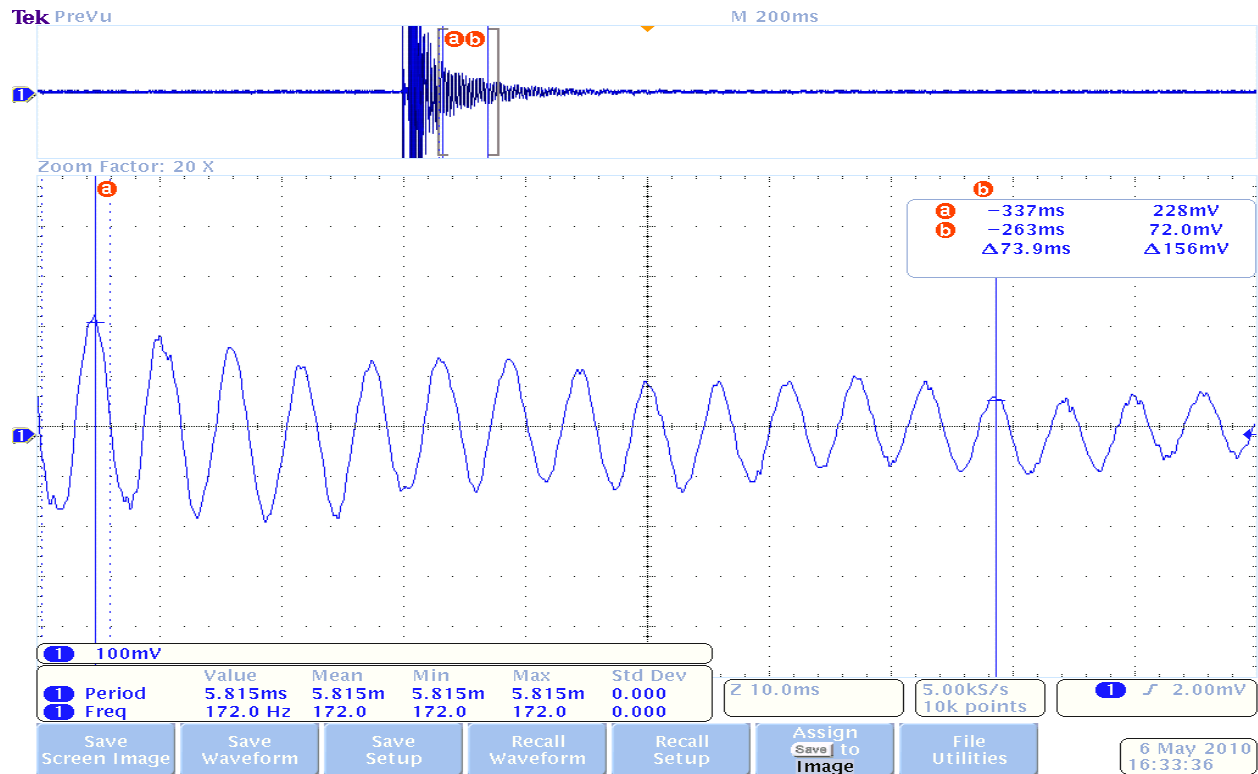 Tek PreVu M 200ms
a b
1
Zoom Factor: 20 X
a b
a −337ms 228mV
b −263ms 72.0mV
Δ73.9ms Δ156mV
1
1 100mV
Value Mean Min Max Std Dev
1 Period 5.815ms 5.815m 5.815m 5.815m 0.000
1 Freq 172.0 Hz 172.0 172.0 172.0 0.000
Z 10.0ms
5.00kS/s
10k points
1 2.00mV
Save
Screen Image
Save
Waveform
Save
Setup
Recall
Waveform
Recall
Setup
Assign
Save to
Image
File
Utilities
6 May 2010
16:33:36